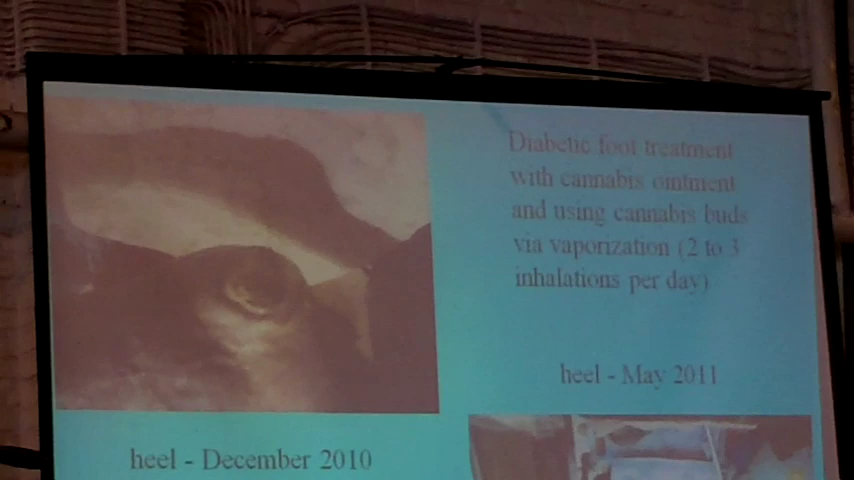 Diabetic foot treatment
with cannabis ointment
and using cannabis buds
via vaporization (2 to 3
inhalations per day)
heel - May 2011
heel - December 2010